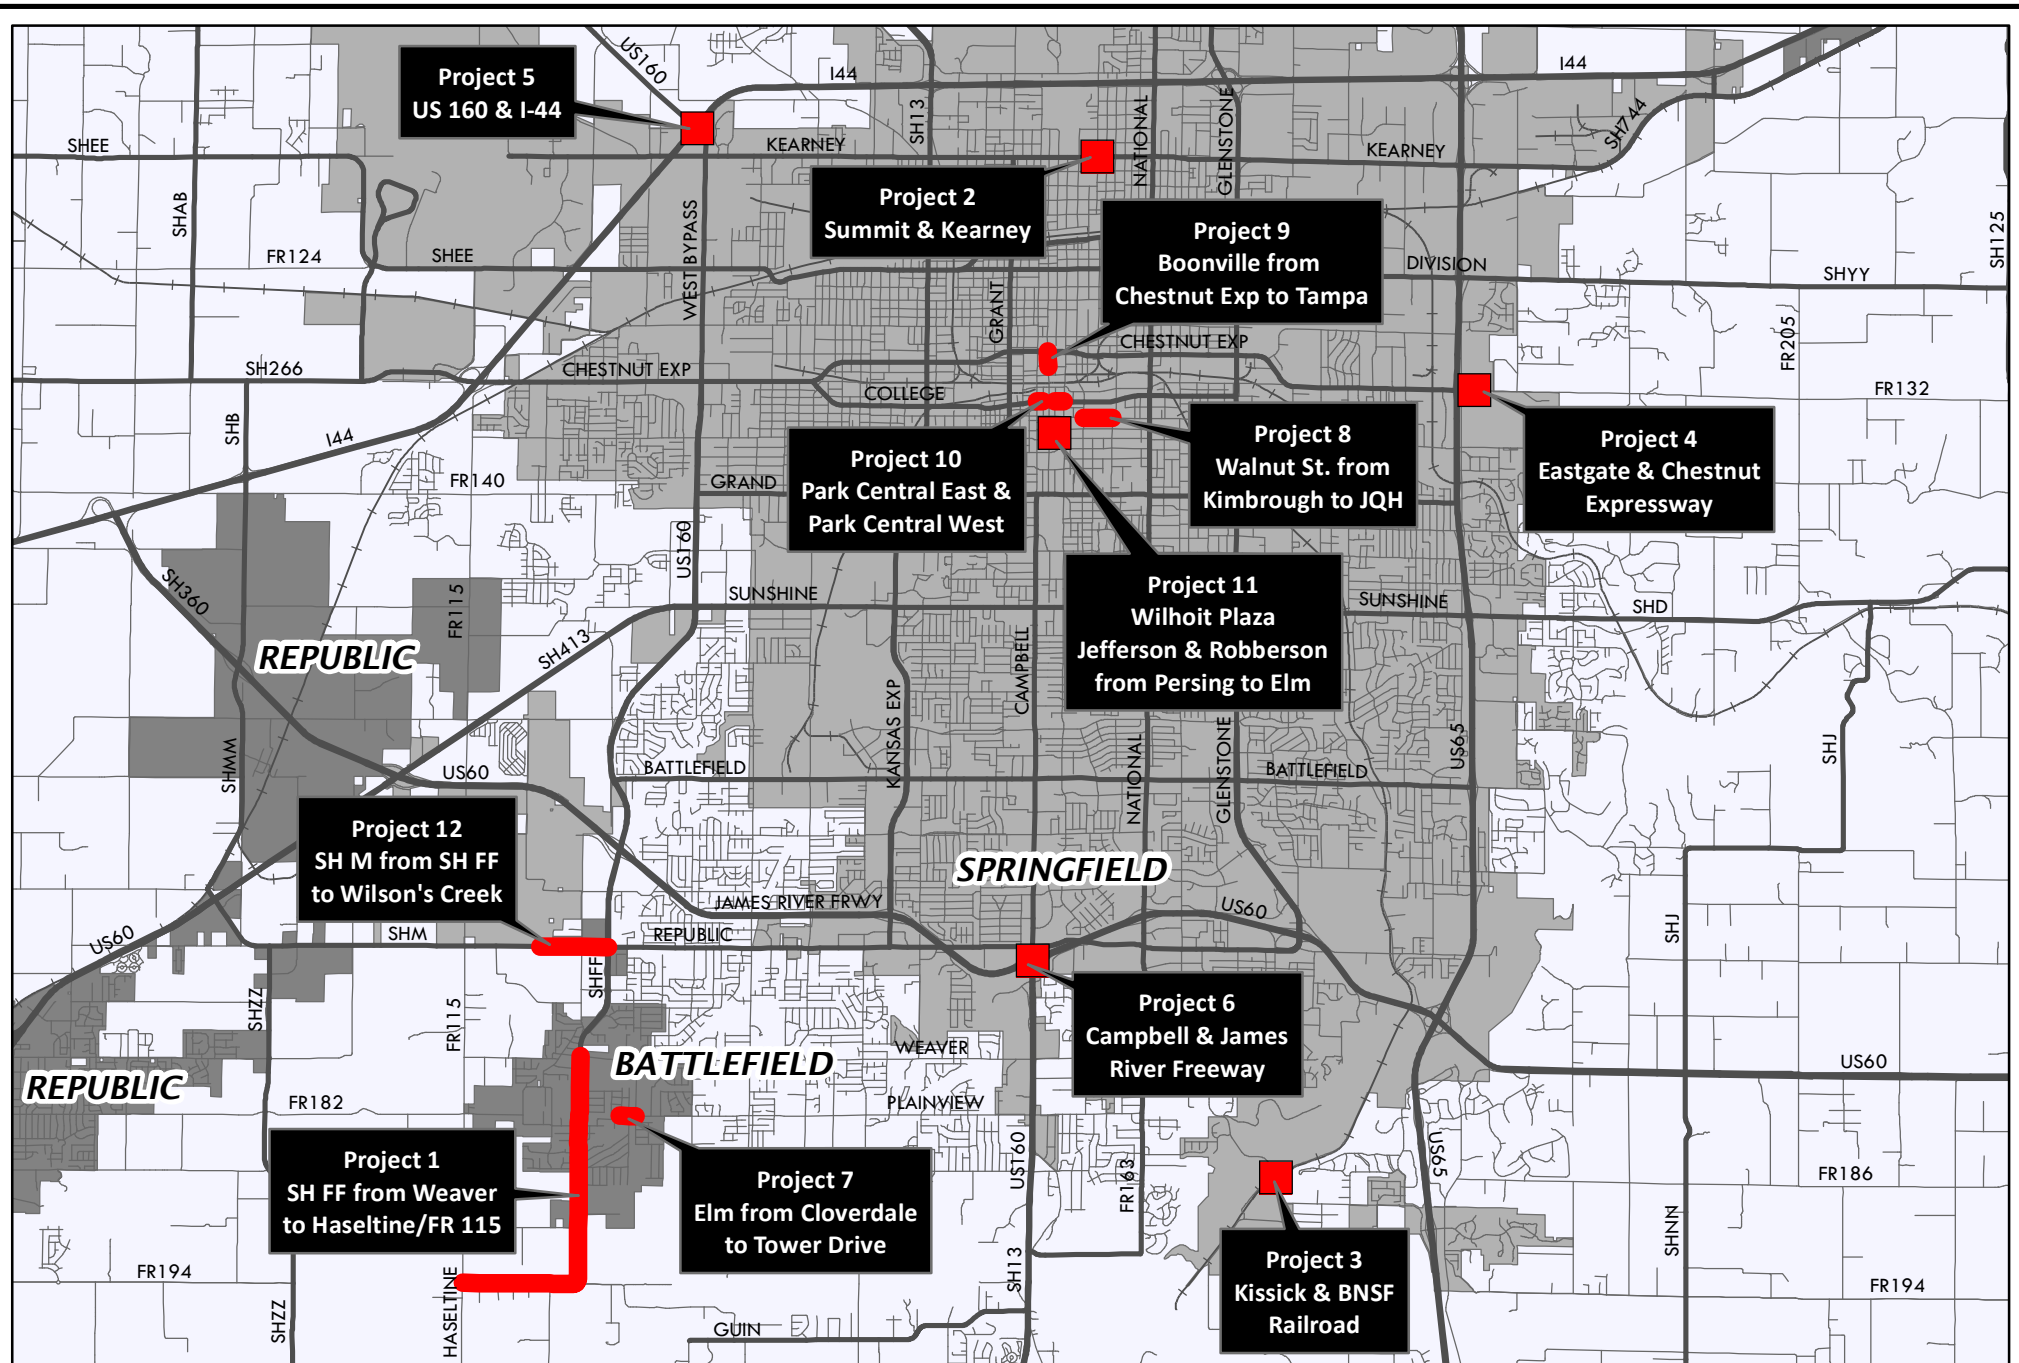 Project 5
US 160 & I-44
US160
I44
I44
SH13
NATIONAL
GLENSTONE
SH744
SHEE
KEARNEY
KEARNEY
SHAB
Project 2
Summit & Kearney
Project 9
Boonville from
Chestnut Exp to Tampa
WEST BYPASS
SH125
FR124
SHEE
DIVISION
SHYY
GRANT
FR205
CHESTNUT EXP
SH266
CHESTNUT EXP
COLLEGE
FR132
SHB
I44
Project 10
Park Central East &
Park Central West
Project 8
Walnut St. from
Kimbrough to JQH
Project 4
Eastgate & Chestnut
Expressway
FR140
GRAND
US160
SH360
FR115
SUNSHINE
SUNSHINE
SHD
Project 11
Wilhoit Plaza
Jefferson & Robberson
from Persing to Elm
REPUBLIC
SH413
CAMPBELL
KANSAS EXP
SHMM
US60
BATTLEFIELD
NATIONAL
GLENSTONE
BATTLEFIELD
US65
SHJ
Project 12
SH M from SH FF
to Wilson's Creek
SPRINGFIELD
JAMES RIVER FRWY
US60
US60
SHM
REPUBLIC
SHJ
SHFF
SHZZ
FR115
Project 6
Campbell & James
River Freeway
WEAVER
BATTLEFIELD
REPUBLIC
US60
FR182
PLAINVIEW
Project 1
SH FF from Weaver
to Haseltine/FR 115
Project 7
Elm from Cloverdale
to Tower Drive
US160
FR163
US65
FR186
SHNN
Project 3
Kissick & BNSF
Railroad
FR194
HASELTINE
SH13
FR194
SHZZ
GUIN